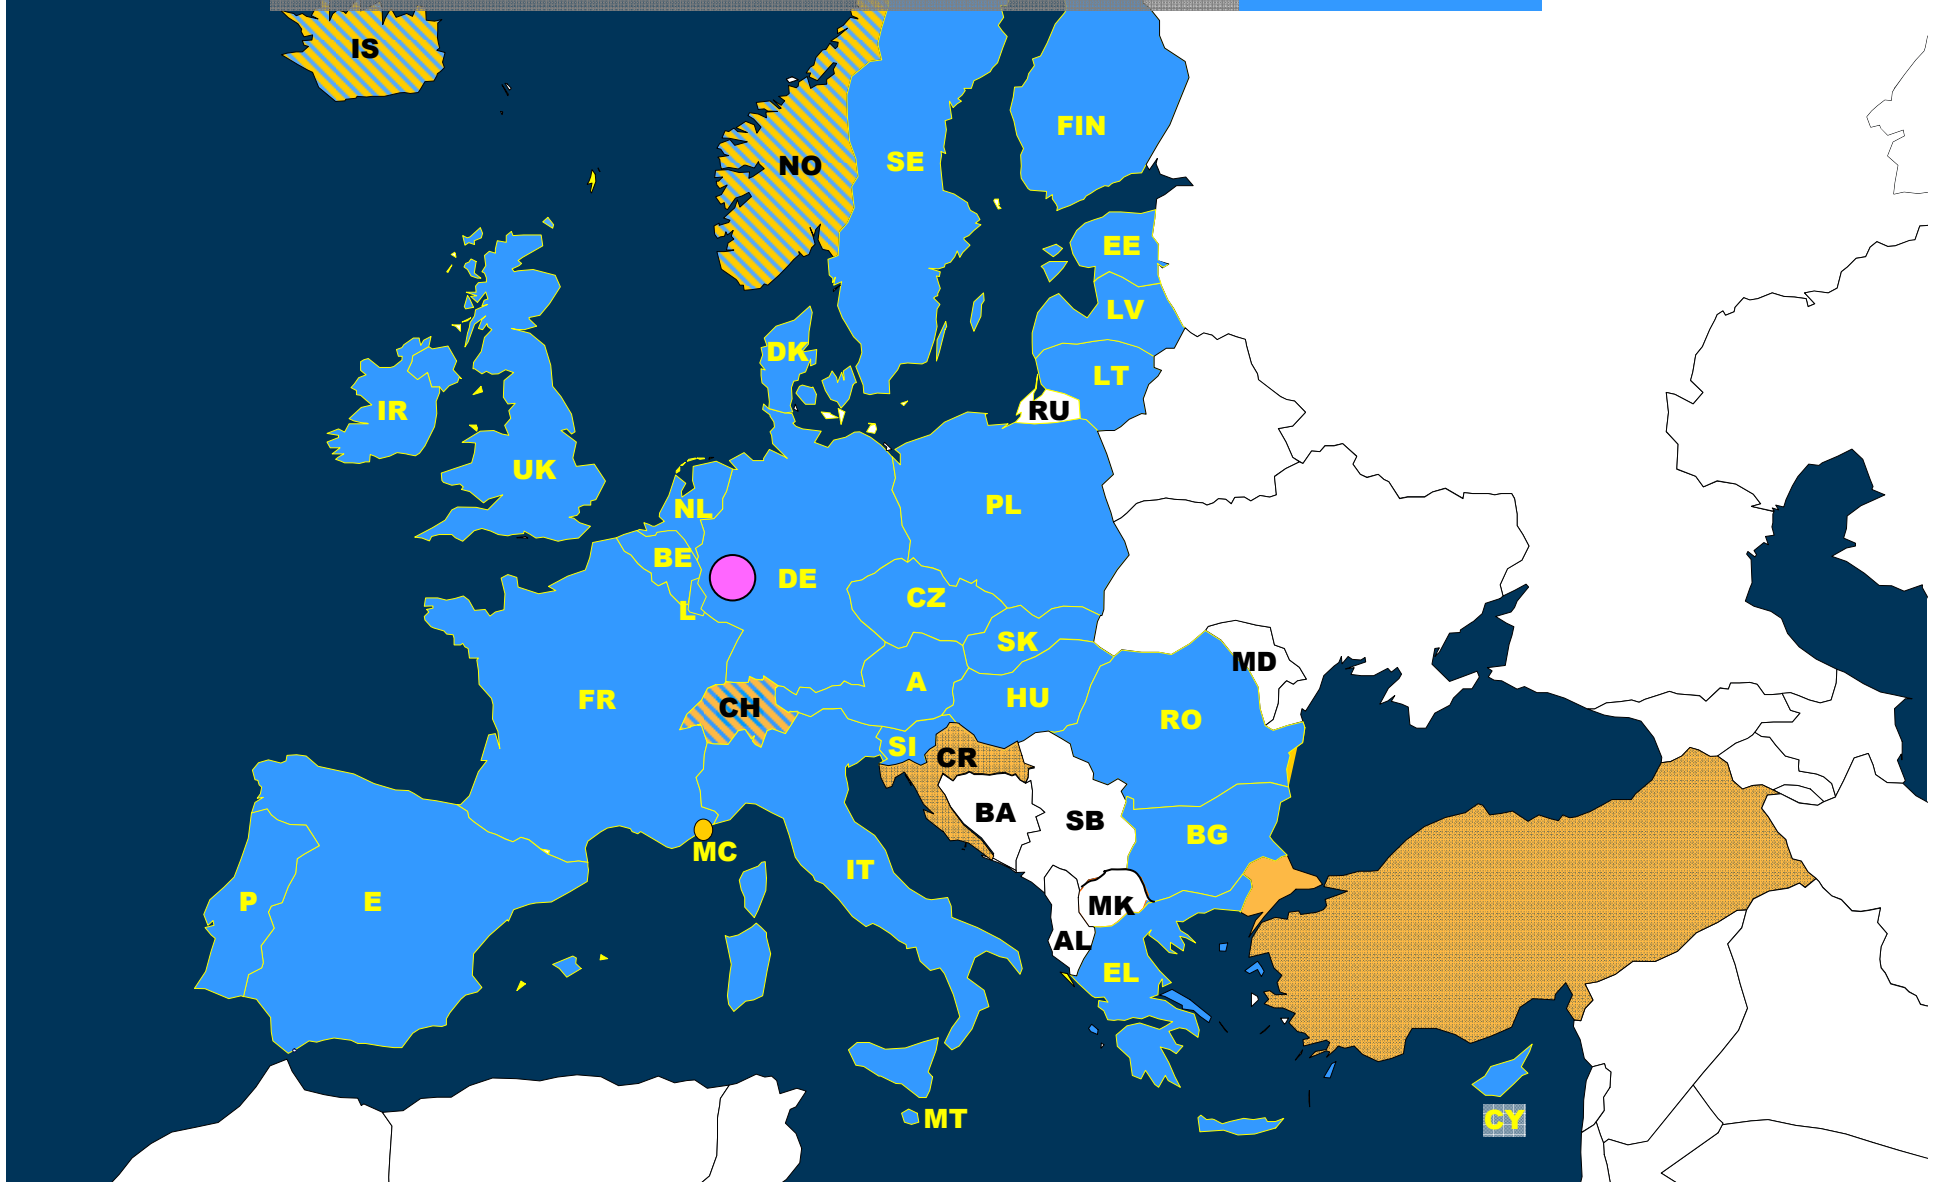 IS
NO
SE
FIN
EE
LV
DK
LT
IR
RU
UK
NL
PL
BE
DE
CZ
L
SK
MD
A
HU
FR
CH
RO
SI
CR
BA
SB
BG
MC
IT
P
E
MK
AL
EL
MT
CY